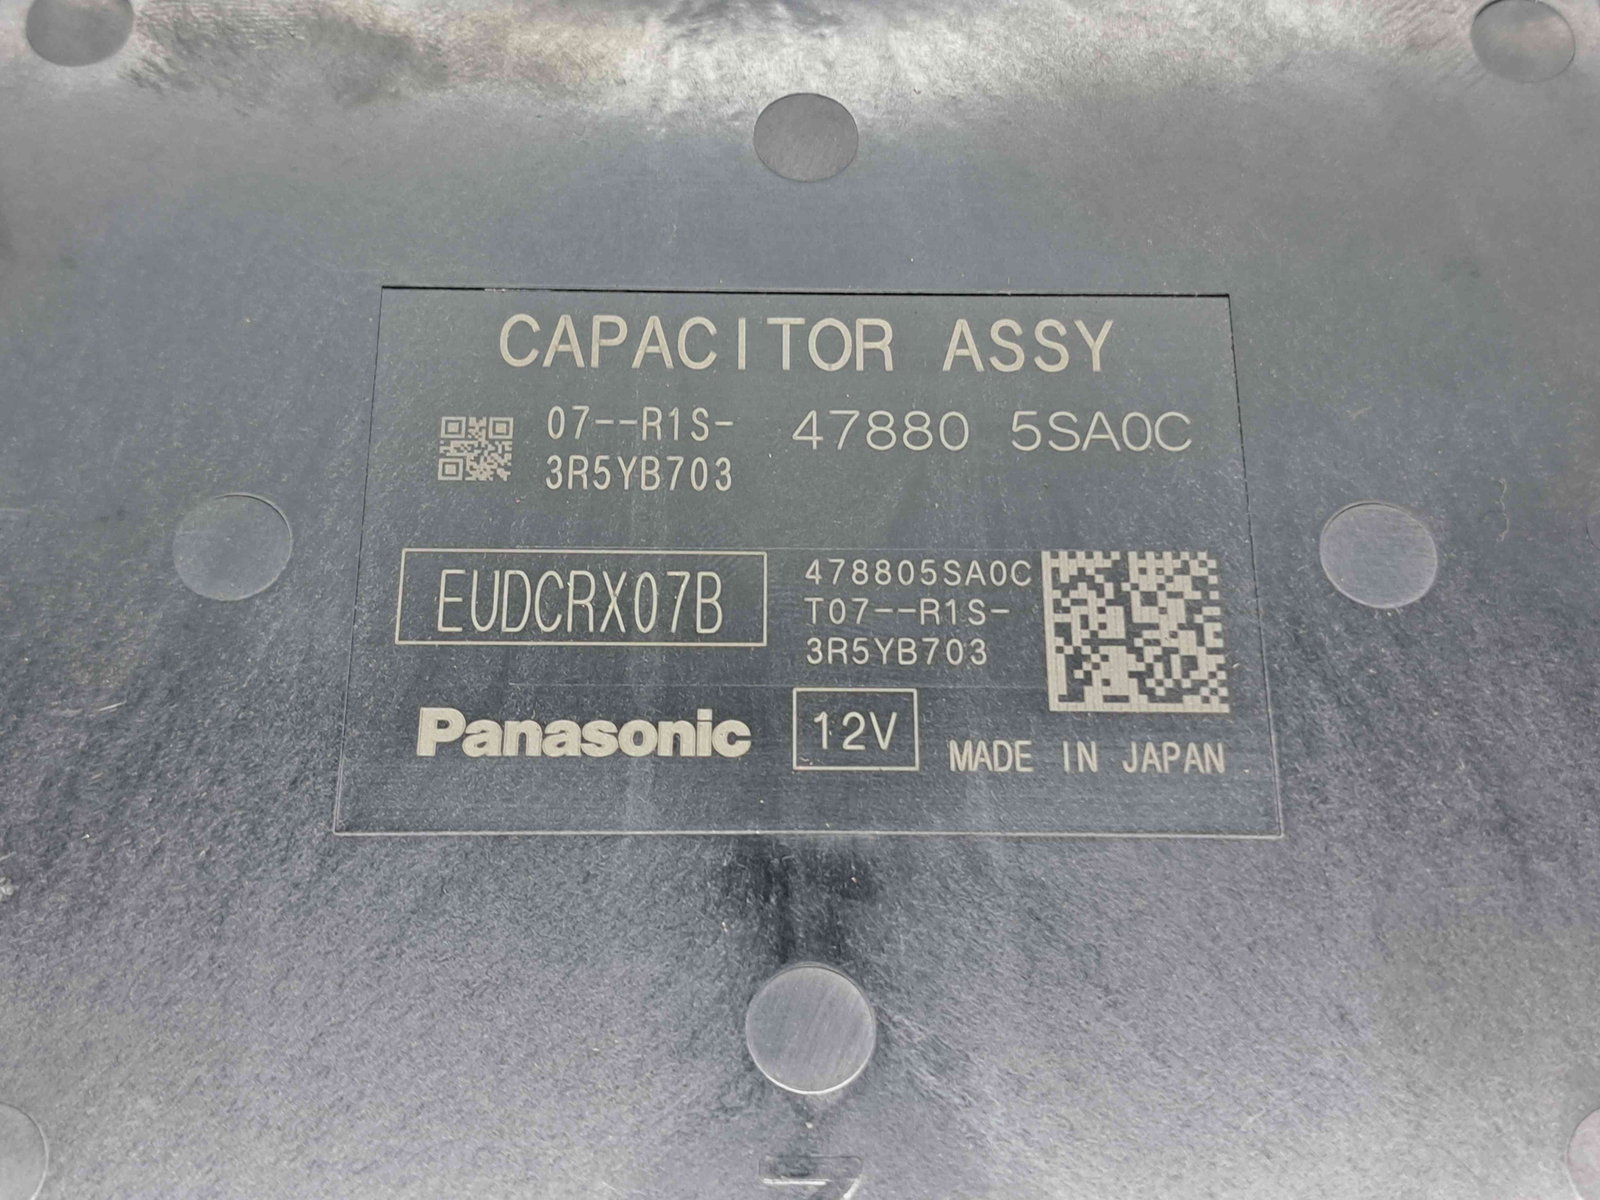 CAPACITOR ASSY
07--R1S- 47880 5SA0C
3R5YB703
EUDCRX07B
478805SA0C
T07--R1S-
3R5YB703
Panasonic
12V
MADE IN JAPAN